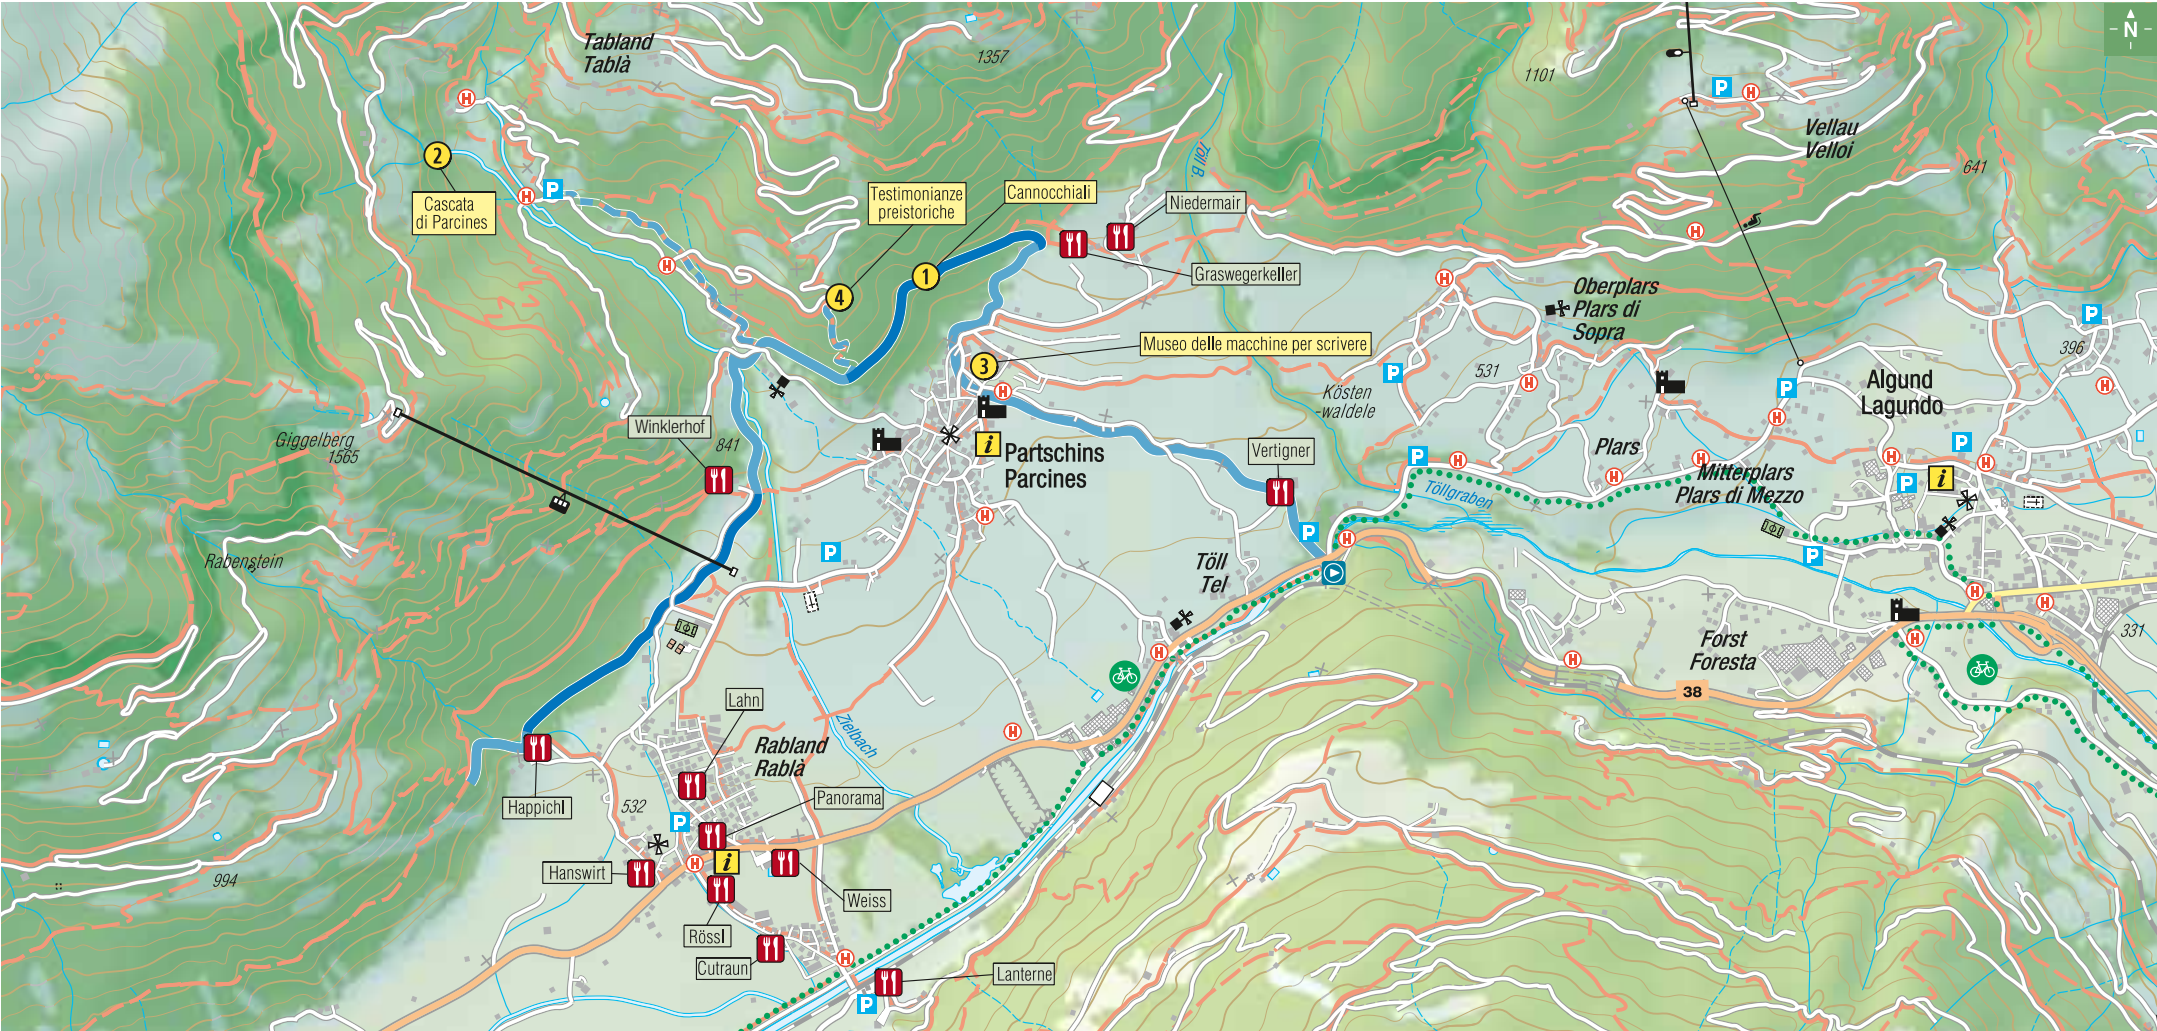 N
Tabland
Tablà
1357
1101
P
H
H
2
Vellau
Velloi
Töll B.
641
P
H
Cascata
di Parcines
Testimonianze
preistoriche
Cannocchiali
Niedermair
H
H
1
4
Graswegerkeller
H
Oberplars
Plars di
Sopra
P
396
Museo delle macchine per scrivere
3
H
P
531
H
Kösten
-waldele
P
H
Algund
Lagundo
H
Winklerhof
841
Giggelberg
1565
i
Partschins
Parcines
Vertigner
P
H
Plars
H
H
Mitterplars
Plars di Mezzo
Töllgraben
P
H
H
P
i
H
P
H
P
P
Rabenstein
Töll
Tel
H
H
H
331
Forst
Foresta
H
H
38
Lahn
Zielbach
H
Rabland
Rablà
Panorama
Happichl
532
P
H
i
Hanswirt
994
Weiss
Rössl
Cutraun
H
Lanterne
P